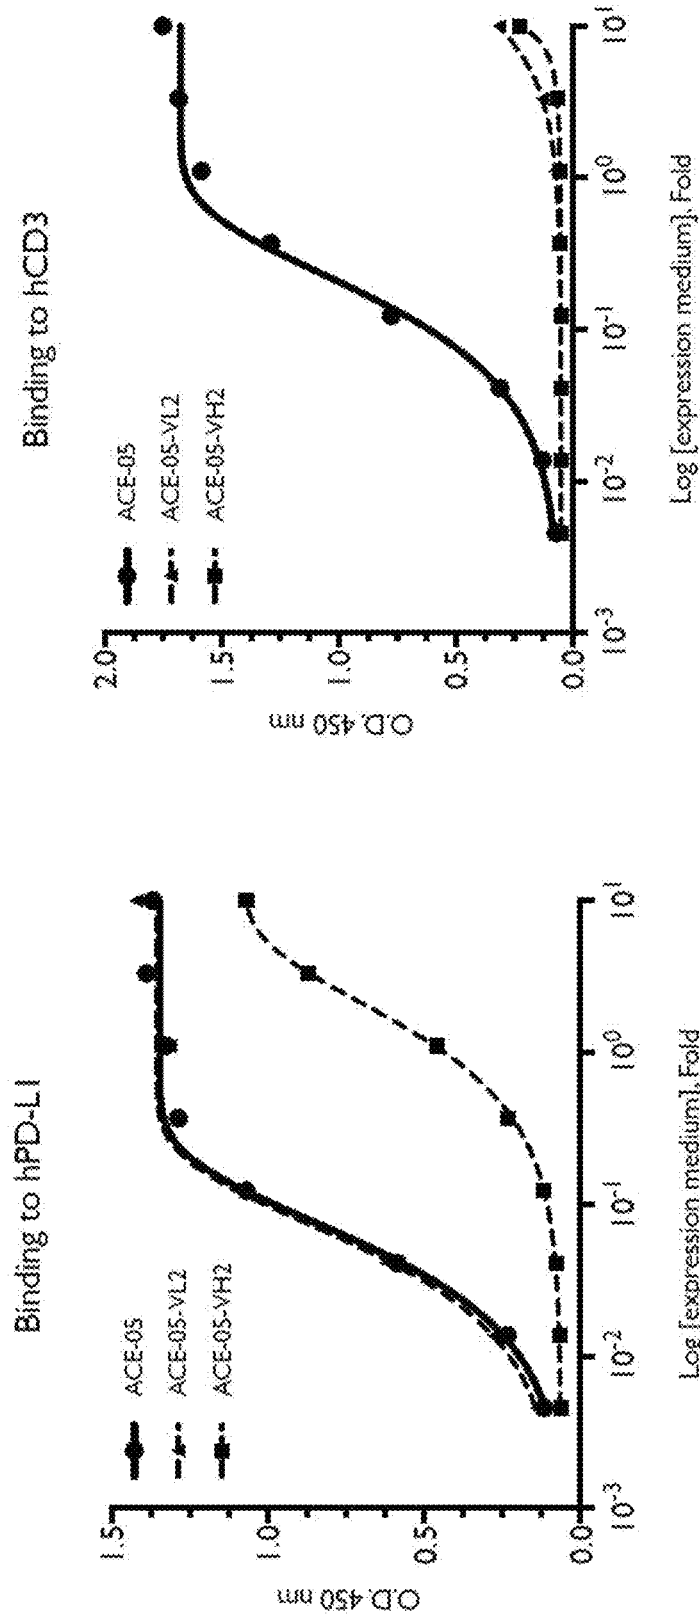 Binding to hPD-L1
ACE-05
ACE-05-VL2
ACE-05-VH2
O.D. 450 nm
1.5
1.0
0.5
0.0
10-3
10-2
10-1
100
101
Log [expression medium], Fold
Binding to hCD3
ACE-05
ACE-05-VL2
ACE-05-VH2
O.D. 450 nm
2.0
1.5
1.0
0.5
0.0
10-3
10-2
10-1
100
101
Log [expression medium], Fold